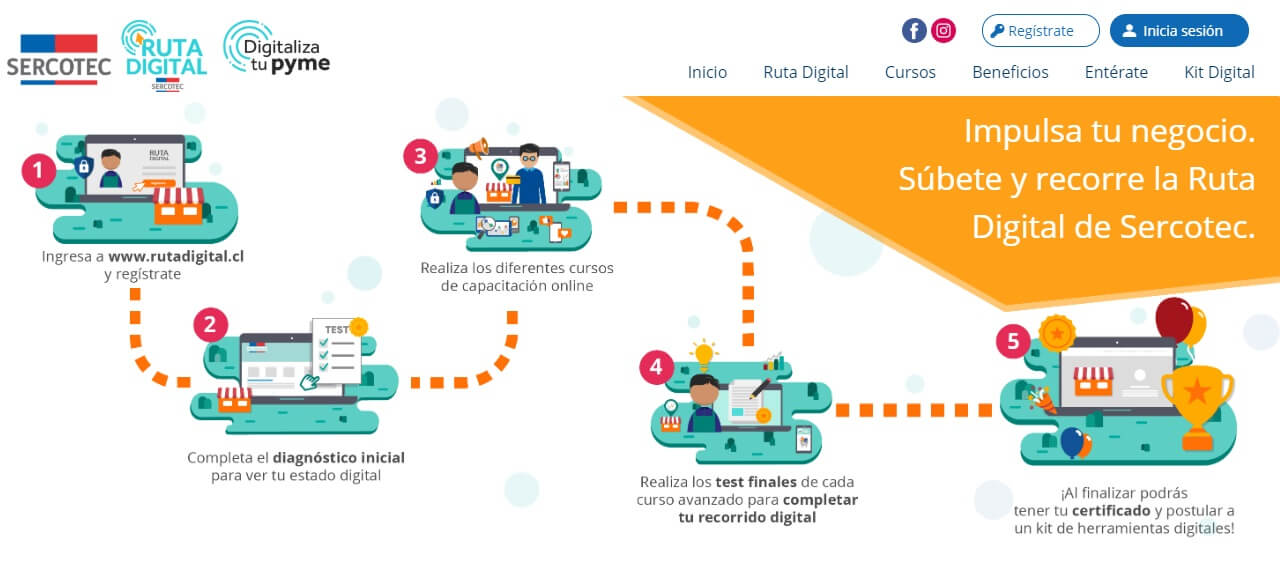 SERCOTEC
RUTA
DIGITAL
SERCOTEC
Digitaliza
tu pyme
Regístrate
Inicia sesión
Inicio
Ruta Digital
Cursos
Beneficios
Entérate
Kit Digital
Impulsa tu negocio.
Súbete y recorre la Ruta
Digital de Sercotec.
1
RUTA
DIGITAL
Ingresa a www.rutadigital.cl
y regístrate
2
TEST
Completa el diagnóstico inicial
para ver tu estado digital
3
Realiza los diferentes cursos
de capacitación online
4
Realiza los test finales de cada
curso avanzado para completar
tu recorrido digital
5
¡Al finalizar podrás
tener tu certificado y postular a
un kit de herramientas digitales!